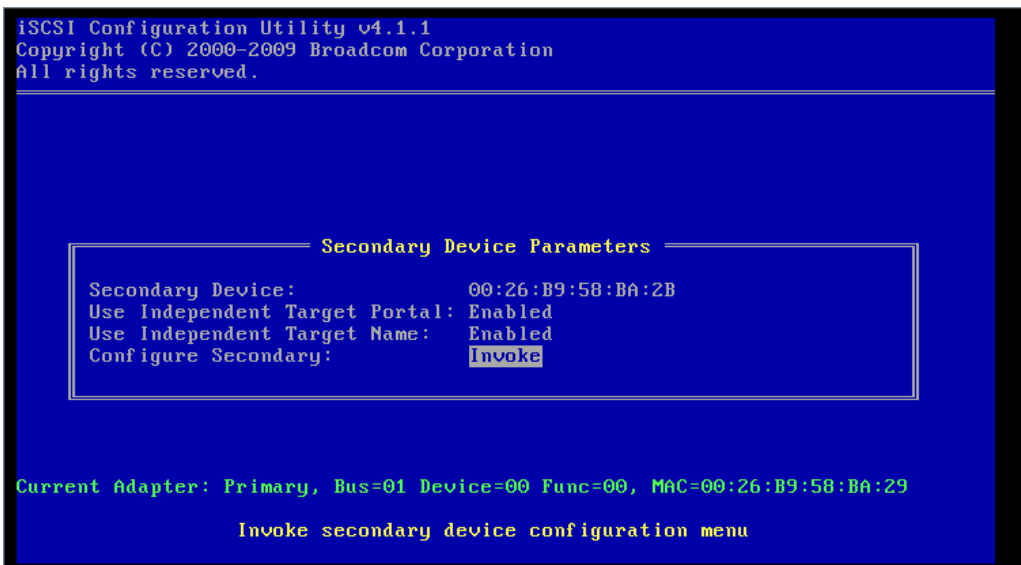 iSCSI Configuration Utility v4.1.1
Copyright (C) 2000-2009 Broadcom Corporation
All rights reserved.
Secondary Device Parameters
Secondary Device: 00:26:B9:58:BA:2B
Use Independent Target Portal: Enabled
Use Independent Target Name: Enabled
Configure Secondary: Invoke
Current Adapter: Primary, Bus=01 Device=00 Func=00, MAC=00:26:B9:58:BA:29
Invoke secondary device configuration menu